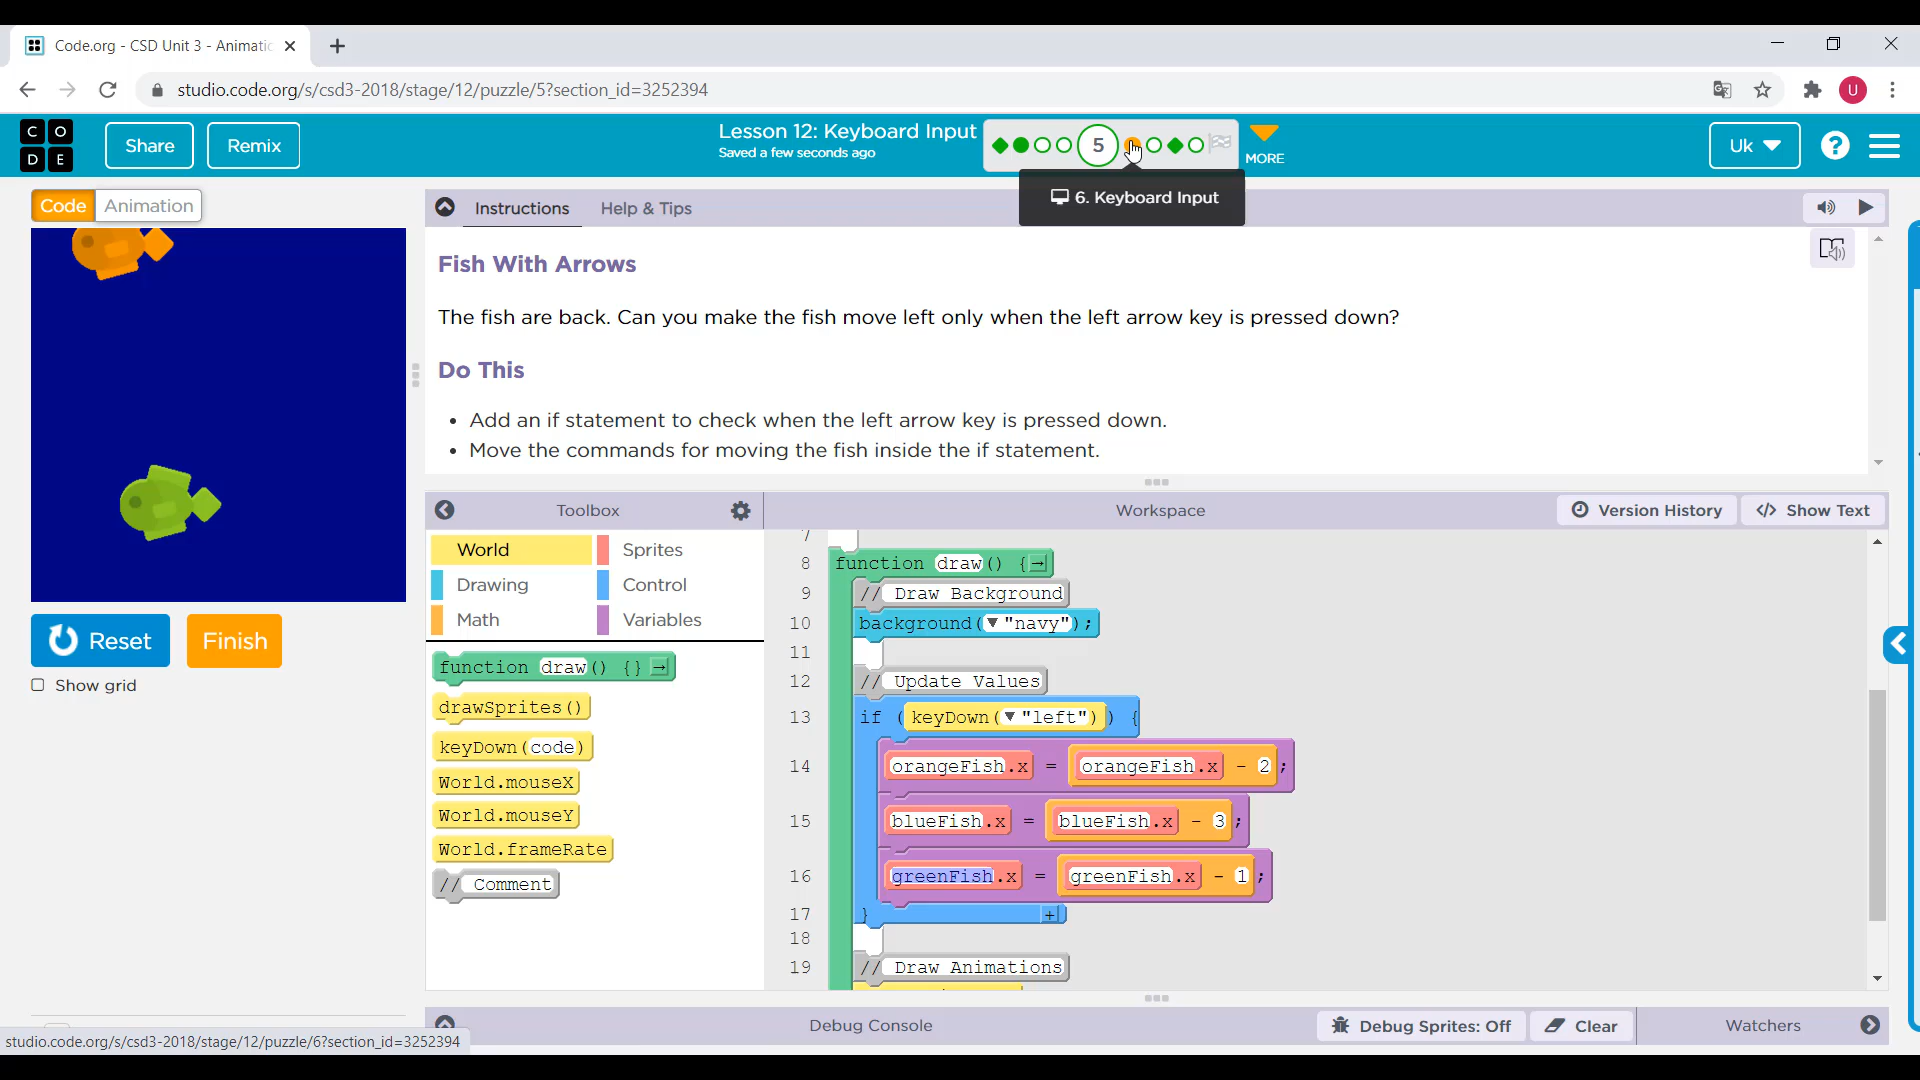 Code.org - CSD Unit 3 - Animatic
studio.code.org/s/csd3-2018/stage/12/puzzle/5?section_id=3252394
U
C O D E
Share
Remix
Lesson 12: Keyboard Input
Saved a few seconds ago
5
MORE
Uk
?
6. Keyboard Input
Code
Animation
Instructions
Help & Tips
Fish With Arrows
The fish are back. Can you make the fish move left only when the left arrow key is pressed down?
Do This
• Add an if statement to check when the left arrow key is pressed down.
• Move the commands for moving the fish inside the if statement.
Reset
Finish
Show grid
Toolbox
Workspace
Version History
</> Show Text
World
Sprites
Drawing
Control
Math
Variables
function draw() {}
drawSprites()
keyDown(code)
World.mouseX
World.mouseY
World.frameRate
// Comment
7
8 function draw() {
9 // Draw Background
10 background("navy");
11
12 // Update Values
13 if (keyDown("left")) {
14 orangeFish.x = orangeFish.x - 2;
15 blueFish.x = blueFish.x - 3;
16 greenFish.x = greenFish.x - 1;
17 } +
18
19 // Draw Animations
Debug Console
Debug Sprites: Off
Clear
Watchers
studio.code.org/s/csd3-2018/stage/12/puzzle/6?section_id=3252394